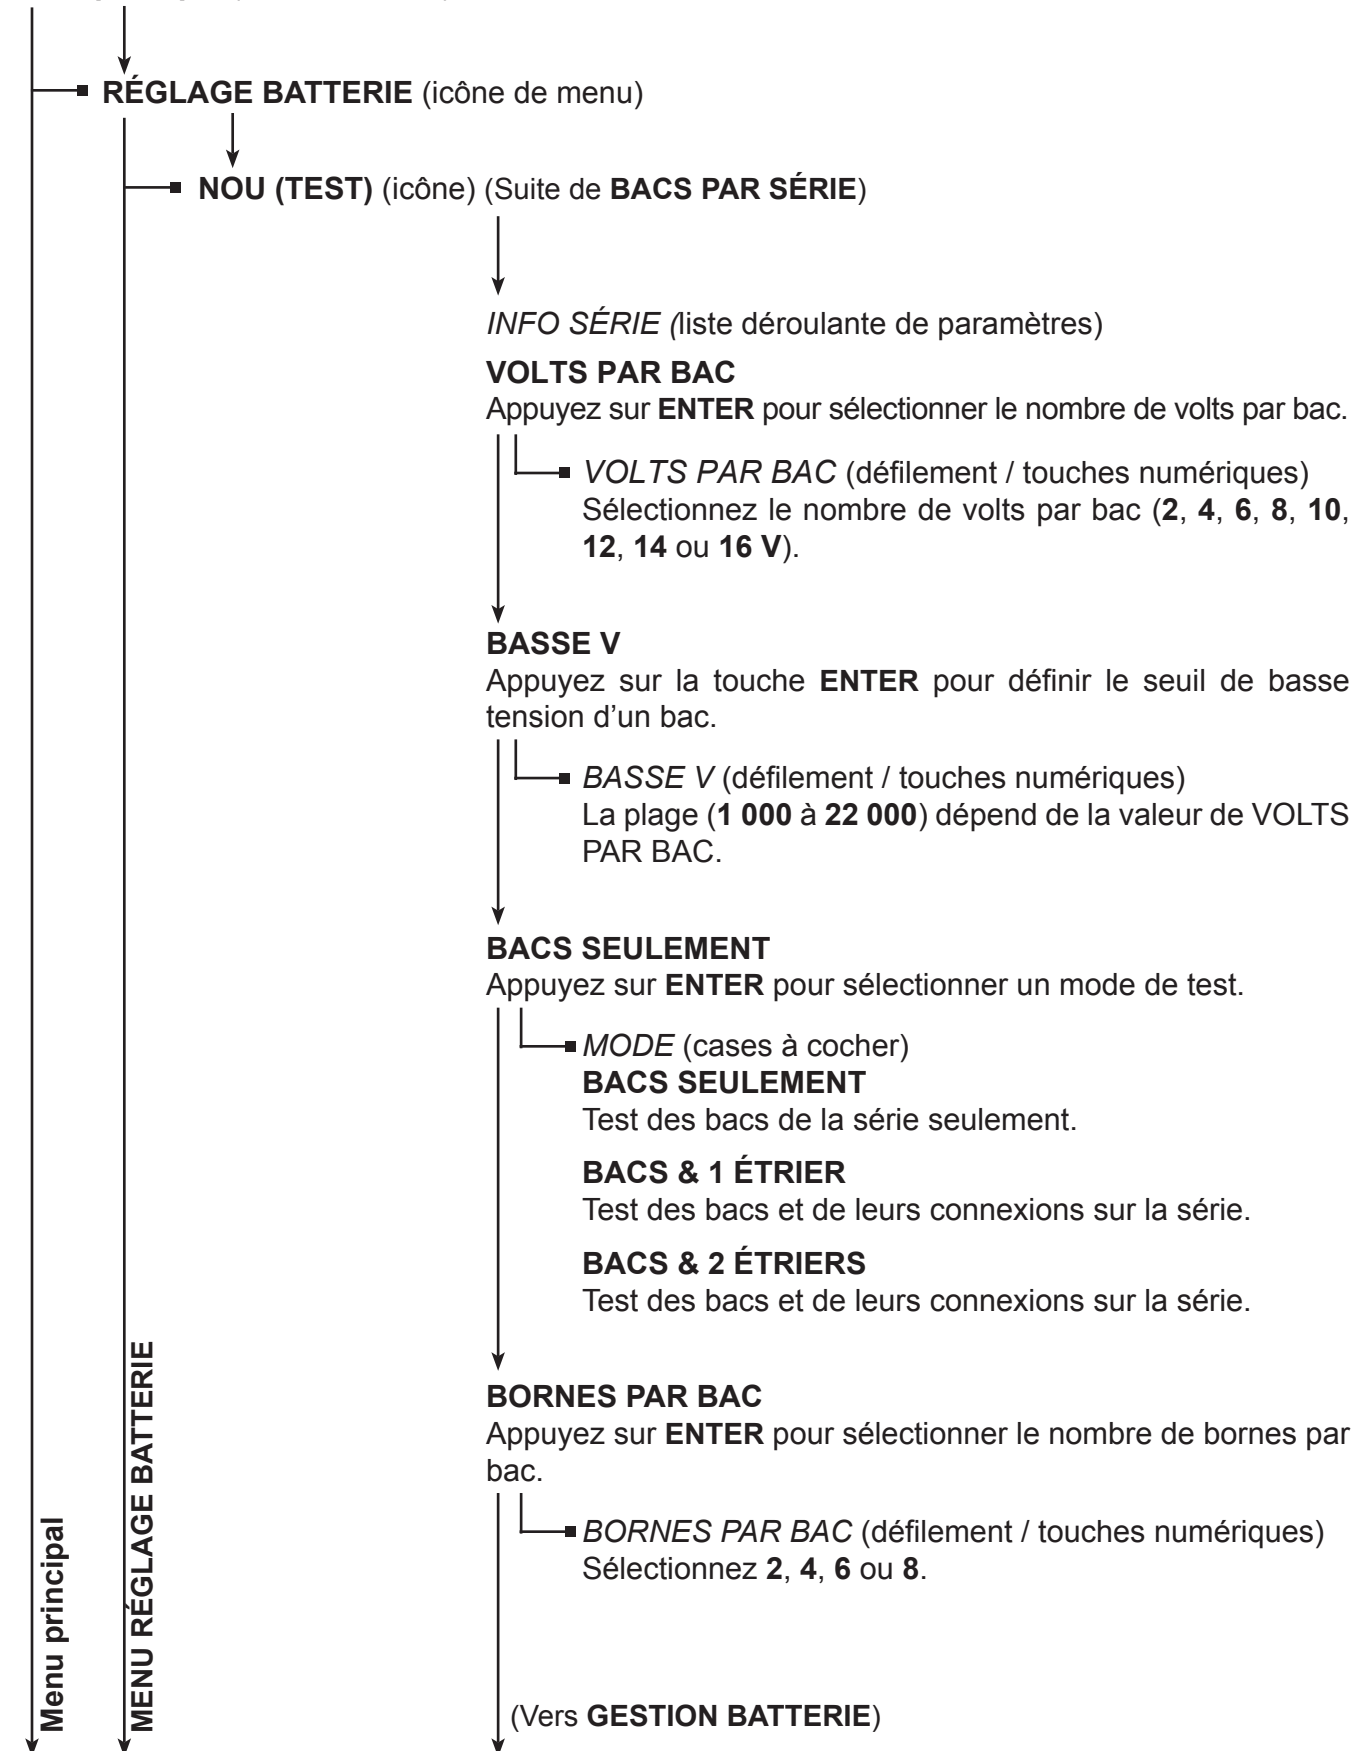 RÉGLAGE BATTERIE (icône de menu)
NOU (TEST) (icône) (Suite de BACS PAR SÉRIE)
INFO SÉRIE (liste déroulante de paramètres)
VOLTS PAR BAC
Appuyez sur ENTER pour sélectionner le nombre de volts par bac.
VOLTS PAR BAC (défilement / touches numériques)
Sélectionnez le nombre de volts par bac (2, 4, 6, 8, 10,
12, 14 ou 16 V).
BASSE V
Appuyez sur la touche ENTER pour définir le seuil de basse
tension d’un bac.
BASSE V (défilement / touches numériques)
La plage (1 000 à 22 000) dépend de la valeur de VOLTS
PAR BAC.
BACS SEULEMENT
Appuyez sur ENTER pour sélectionner un mode de test.
MODE (cases à cocher)
BACS SEULEMENT
Test des bacs de la série seulement.
BACS & 1 ÉTRIER
Test des bacs et de leurs connexions sur la série.
BACS & 2 ÉTRIERS
Test des bacs et de leurs connexions sur la série.
BORNES PAR BAC
Appuyez sur ENTER pour sélectionner le nombre de bornes par
bac.
BORNES PAR BAC (défilement / touches numériques)
Sélectionnez 2, 4, 6 ou 8.
(Vers GESTION BATTERIE)
Menu principal
MENU RÉGLAGE BATTERIE